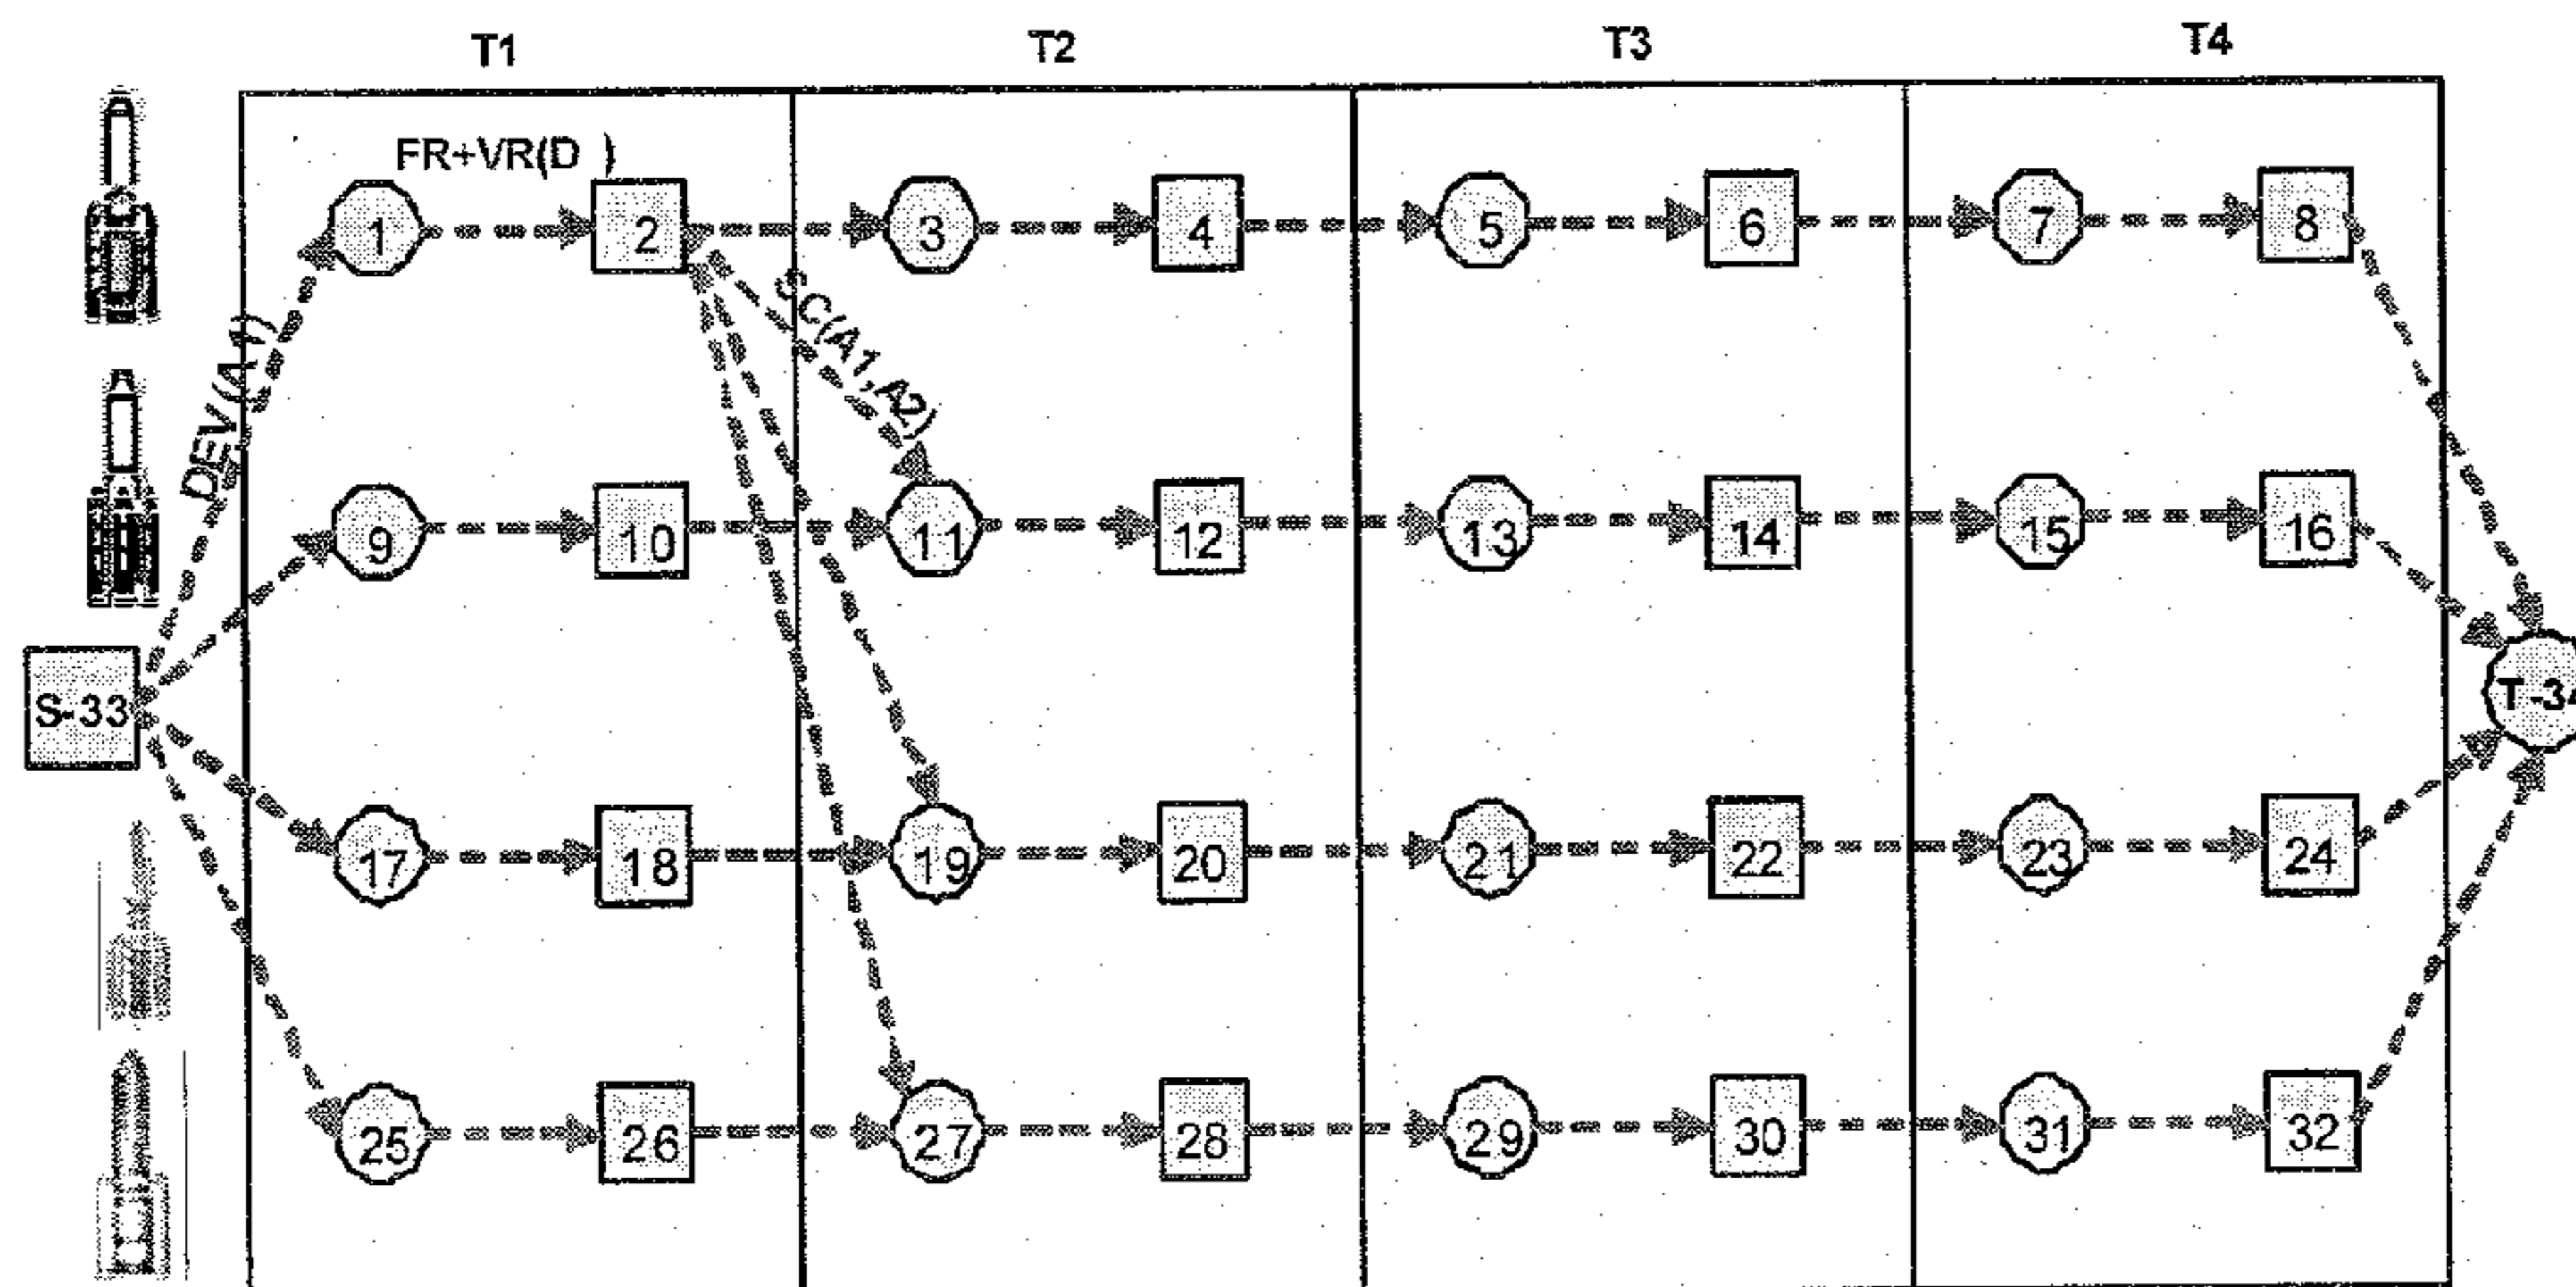 T1 T2 T3 T4
FR+VR(D )
1 2 3 4 5 6 7 8
SC(A1,A2)
DEV(A1)
9 10 11 12 13 14 15 16
S-33
T-34
17 18 19 20 21 22 23 24
25 26 27 28 29 30 31 32